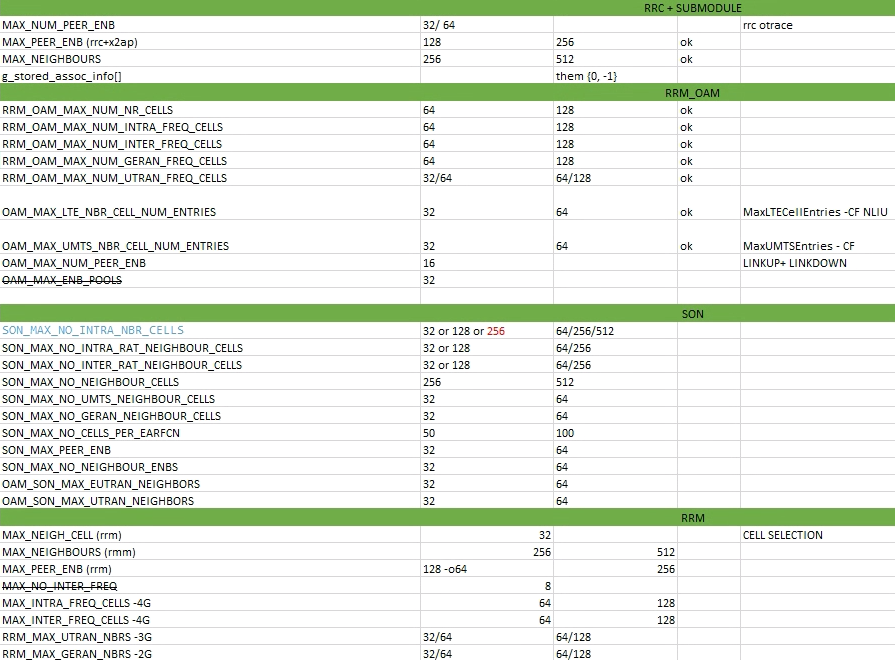 RRC + SUBMODULE
MAX_NUM_PEER_ENB 32/ 64 rrc otrace
MAX_PEER_ENB (rrc+x2ap) 128 256 ok
MAX_NEIGHBOURS 256 512 ok
g_stored_assoc_info[] them {0, -1}
RRM_OAM
RRM_OAM_MAX_NUM_NR_CELLS 64 128 ok
RRM_OAM_MAX_NUM_INTRA_FREQ_CELLS 64 128 ok
RRM_OAM_MAX_NUM_INTER_FREQ_CELLS 64 128 ok
RRM_OAM_MAX_NUM_GERAN_FREQ_CELLS 64 128 ok
RRM_OAM_MAX_NUM_UTRAN_FREQ_CELLS 32/64 64/128 ok
OAM_MAX_LTE_NBR_CELL_NUM_ENTRIES 32 64 ok MaxLTECellEntries -CF NLIU
OAM_MAX_UMTS_NBR_CELL_NUM_ENTRIES 32 64 ok MaxUMTSEntries - CF
OAM_MAX_NUM_PEER_ENB 16 LINKUP+ LINKDOWN
OAM_MAX_ENB_POOLS 32
SON
SON_MAX_NO_INTRA_NBR_CELLS 32 or 128 or 256 64/256/512
SON_MAX_NO_INTRA_RAT_NEIGHBOUR_CELLS 32 or 128 64/256
SON_MAX_NO_INTER_RAT_NEIGHBOUR_CELLS 32 or 128 64/256
SON_MAX_NO_NEIGHBOUR_CELLS 256 512
SON_MAX_NO_UMTS_NEIGHBOUR_CELLS 32 64
SON_MAX_NO_GERAN_NEIGHBOUR_CELLS 32 64
SON_MAX_NO_CELLS_PER_EARFCN 50 100
SON_MAX_PEER_ENB 32 64
SON_MAX_NO_NEIGHBOUR_ENBS 32 64
OAM_SON_MAX_EUTRAN_NEIGHBORS 32 64
OAM_SON_MAX_UTRAN_NEIGHBORS 32 64
RRM
MAX_NEIGH_CELL (rrm) 32 CELL SELECTION
MAX_NEIGHBOURS (rmm) 256 512
MAX_PEER_ENB (rrm) 128 -o64 256
MAX_NO_INTER_FREQ 8
MAX_INTRA_FREQ_CELLS -4G 64 128
MAX_INTER_FREQ_CELLS -4G 64 128
RRM_MAX_UTRAN_NBRS -3G 32/64 64/128
RRM_MAX_GERAN_NBRS -2G 32/64 64/128